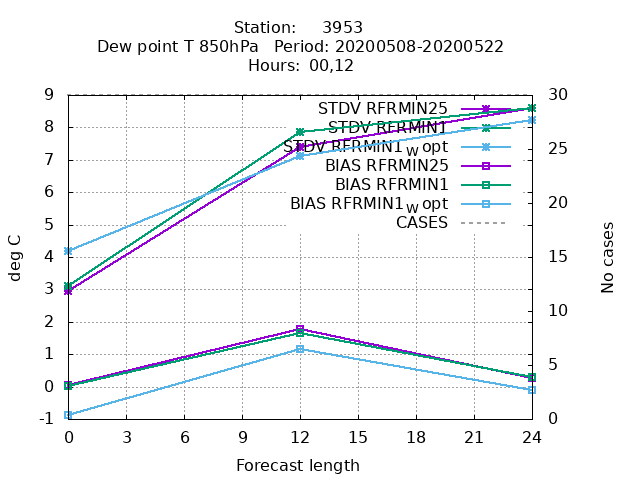 Station: 3953
Dew point T 850hPa Period: 20200508-20200522
Hours: 00,12
9
8
7
6
5
4
3
2
1
0
-1
30
25
20
15
10
5
0
STDV RFRMIN25
STDV RFRMIN1
STDV RFRMIN1_W opt
BIAS RFRMIN25
BIAS RFRMIN1
BIAS RFRMIN1_W opt
CASES
deg C
No cases
0 3 6 9 12 15 18 21 24
Forecast length